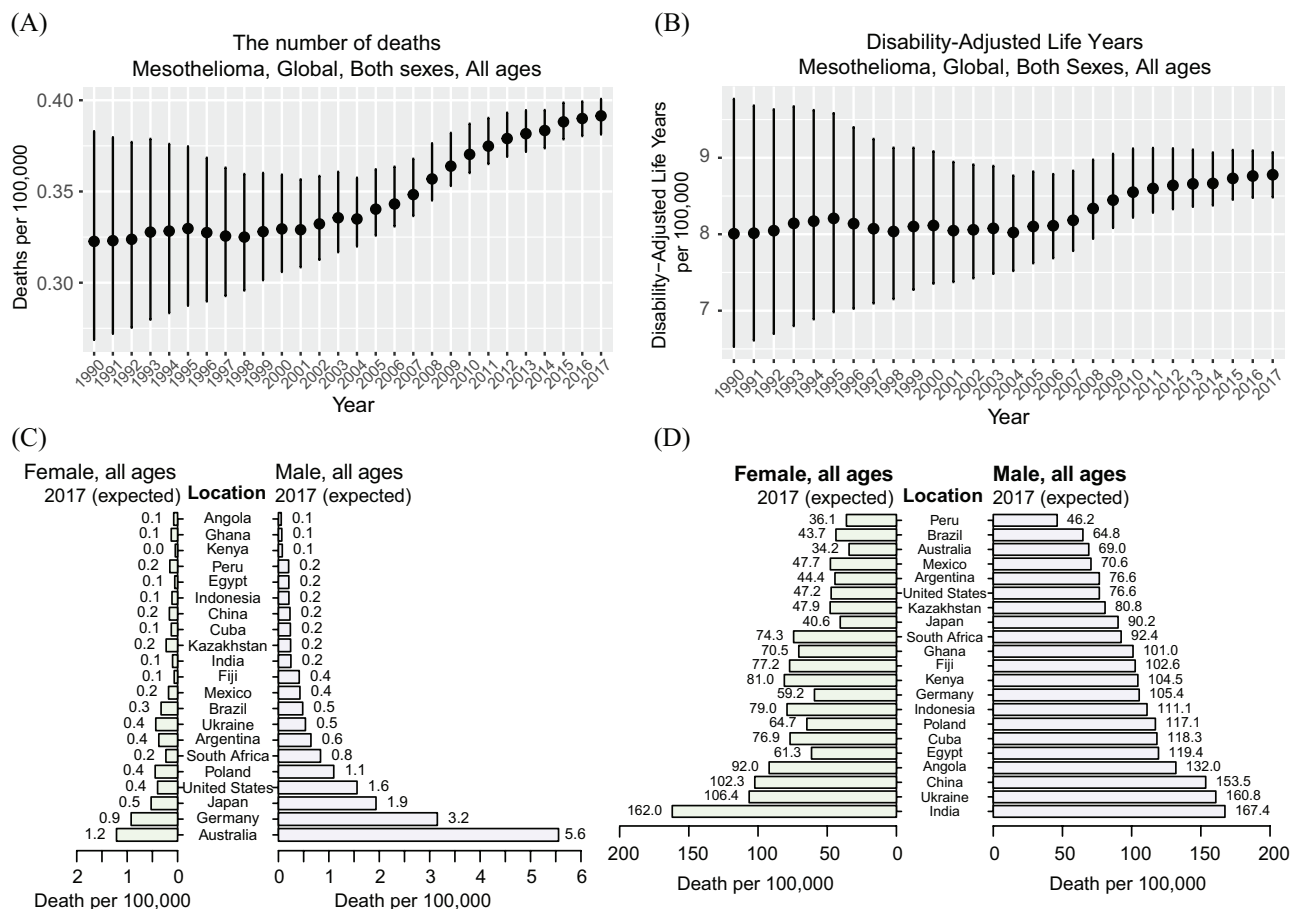 (A)
The number of deaths
Mesothelioma, Global, Both sexes, All ages
Deaths per 100,000
0.40
0.35
0.30
1990 1991 1992 1993 1994 1995 1996 1997 1998 1999 2000 2001 2002 2003 2004 2005 2006 2007 2008 2009 2010 2011 2012 2013 2014 2015 2016 2017
Year
(B)
Disability-Adjusted Life Years
Mesothelioma, Global, Both Sexes, All ages
Disability−Adjusted Life Years
per 100,000
9
8
7
1990 1991 1992 1993 1994 1995 1996 1997 1998 1999 2000 2001 2002 2003 2004 2005 2006 2007 2008 2009 2010 2011 2012 2013 2014 2015 2016 2017
Year
(C)
Female, all ages Male, all ages
2017 (expected) Location 2017 (expected)
0.1 Angola 0.1
0.1 Ghana 0.1
0.0 Kenya 0.1
0.2 Peru 0.2
0.1 Egypt 0.2
0.1 Indonesia 0.2
0.2 China 0.2
0.1 Cuba 0.2
0.2 Kazakhstan 0.2
0.1 India 0.2
0.1 Fiji 0.4
0.2 Mexico 0.4
0.3 Brazil 0.5
0.4 Ukraine 0.5
0.4 Argentina 0.6
0.2 South Africa 0.8
0.4 Poland 1.1
0.4 United States 1.6
0.5 Japan 1.9
0.9 Germany 3.2
1.2 Australia 5.6
2 1 0 0 1 2 3 4 5 6
Death per 100,000 Death per 100,000
(D)
Female, all ages Male, all ages
2017 (expected) Location 2017 (expected)
36.1 Peru 46.2
43.7 Brazil 64.8
34.2 Australia 69.0
47.7 Mexico 70.6
44.4 Argentina 76.6
47.2 United States 76.6
47.9 Kazakhstan 80.8
40.6 Japan 90.2
74.3 South Africa 92.4
70.5 Ghana 101.0
77.2 Fiji 102.6
81.0 Kenya 104.5
59.2 Germany 105.4
79.0 Indonesia 111.1
64.7 Poland 117.1
76.9 Cuba 118.3
61.3 Egypt 119.4
92.0 Angola 132.0
102.3 China 153.5
106.4 Ukraine 160.8
162.0 India 167.4
200 150 100 50 0 0 50 100 150 200
Death per 100,000 Death per 100,000